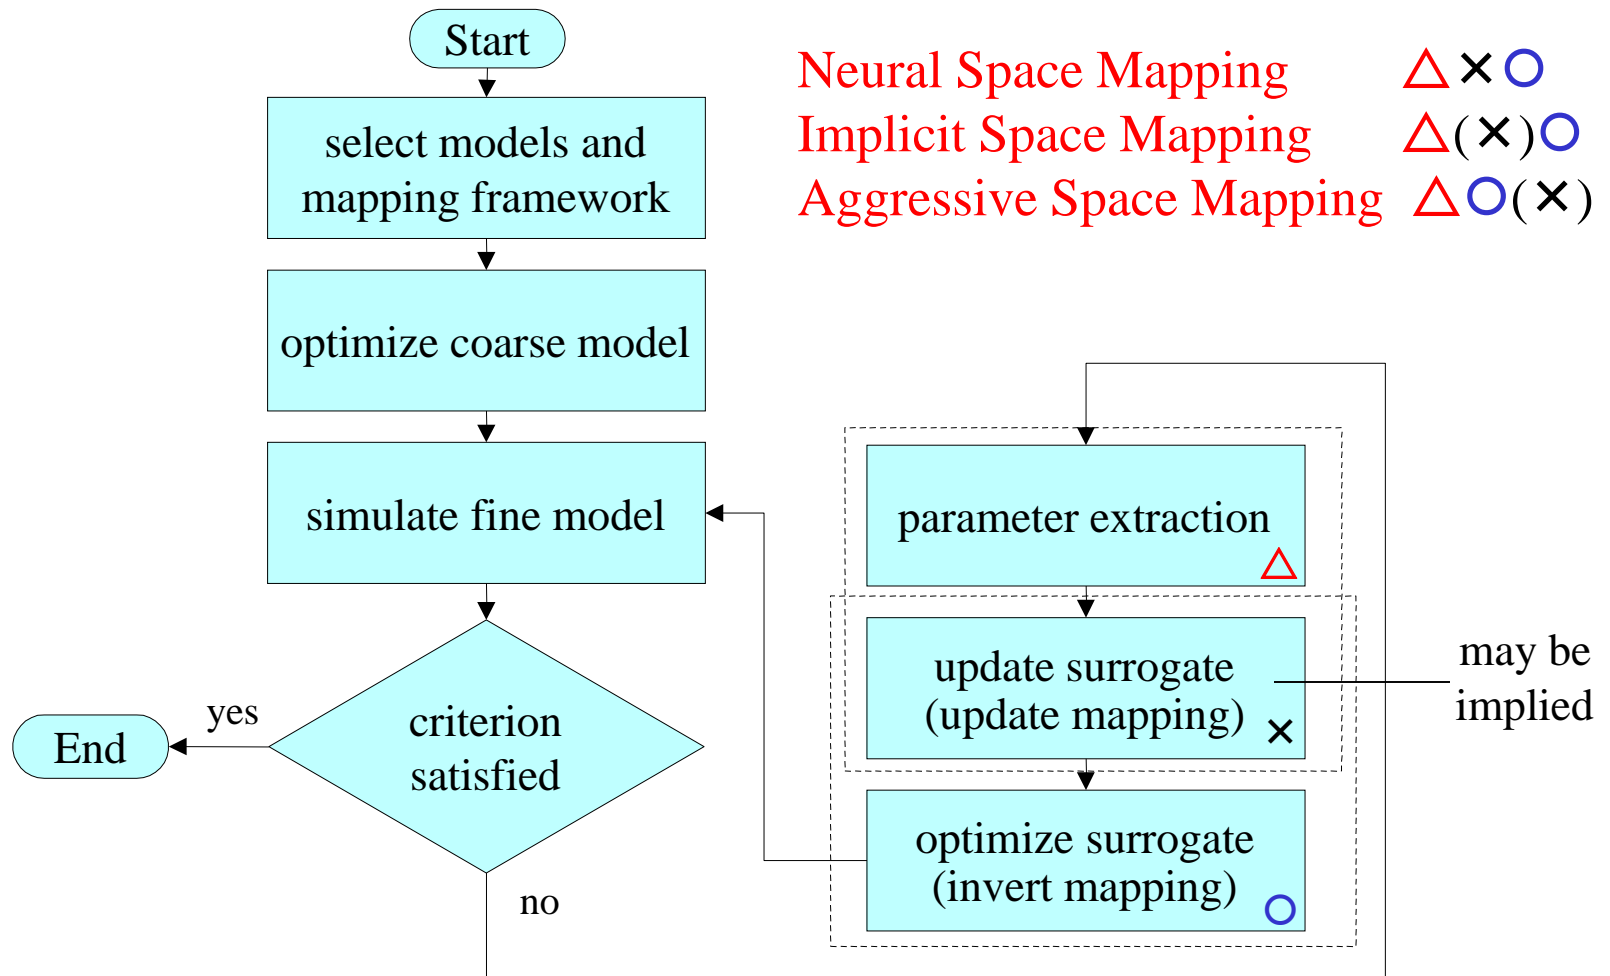 Start
select models and
mapping framework
optimize coarse model
simulate fine model
criterion
satisfied
yes
End
no
Neural Space Mapping △×○
Implicit Space Mapping △(×)○
Aggressive Space Mapping △○(×)
parameter extraction
△
update surrogate
(update mapping)
×
optimize surrogate
(invert mapping)
○
may be
implied